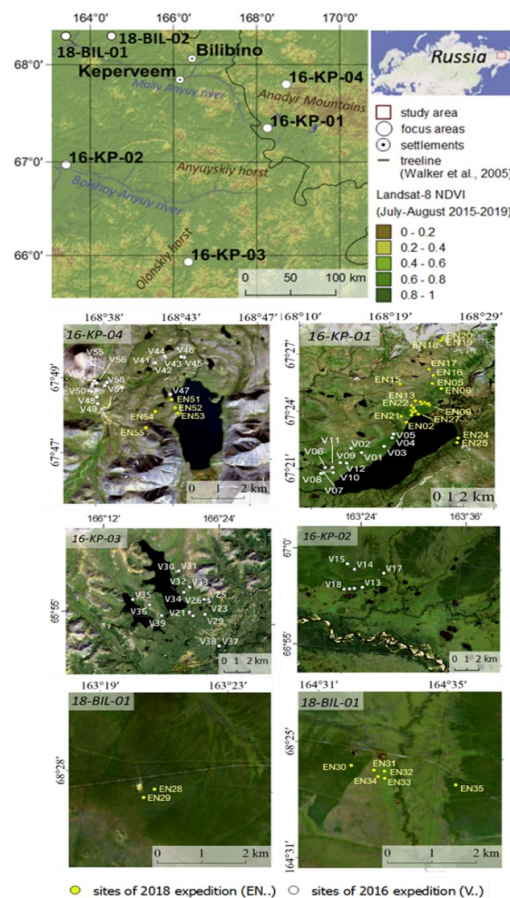 164.0 165.0 168.0 170.0
18-BIL-02
18-BIL-01
Bilibino
68.0°
Keperveem
16-KP-04
Maliy Anyuy river
Anadyr Mountains
16-KP-01
67.0°
16-KP-02
Anyuyskiy horst
Bolshoy Anyuy river
66.0°
Olonskiy horst
16-KP-03
0 50 100 km
Russia
study area
focus areas
settlements
treeline
(Walker et al., 2005)
Landsat-8 NDVI
(July-August 2015-2019)
0 - 0.2
0.2 - 0.4
0.4 - 0.6
0.6 - 0.8
0.8 - 1
168°38' 168°43' 168°47'
16-KP-04
V55
V56
V44
V46
V41
V43
V45
V42
67°49'
V58
V50
V57
V48
V49
V47
EN51
EN52
EN54
EN53
EN55
67°47'
0 1 2 km
168°10' 168°19' 168°29'
16-KP-01
EN20
EN18
EN19
67°27'
EN17
EN16
EN15
EN05
EN08
EN13
EN22
67°24'
EN09
EN21
EN27
EN02
V05
EN24
V11
V02
V04
EN25
V06
V09
V01
V03
67°21'
V12
V08
V10
V07
0 1 2 km
166°12' 166°24'
16-KP-03
V30
V31
V32
V33
V35
V34
V26
V25
65°55'
V36
V21
V23
V39
V29
V38
V37
0 1 2 km
163°24' 163°36'
16-KP-02
67°0'
V15
V14
V17
V18
V13
66°55'
0 1 2 km
163°19' 163°23'
18-BIL-01
68°28'
EN28
EN29
0 1 2 km
164°31' 164°35'
18-BIL-01
68°25'
EN30
EN31
EN32
EN34
EN33
EN35
164°31'
0 1 2 km
sites of 2018 expedition (EN..)
sites of 2016 expedition (V..)